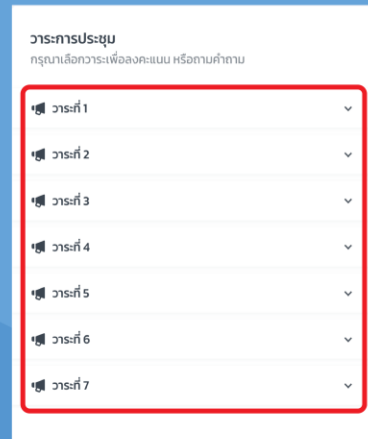 วาระการประชุม
กรุณาเลือกวาระเพื่อลงคะแนน หรือถามคำถาม
วาระที่ 1
วาระที่ 2
วาระที่ 3
วาระที่ 4
วาระที่ 5
วาระที่ 6
วาระที่ 7